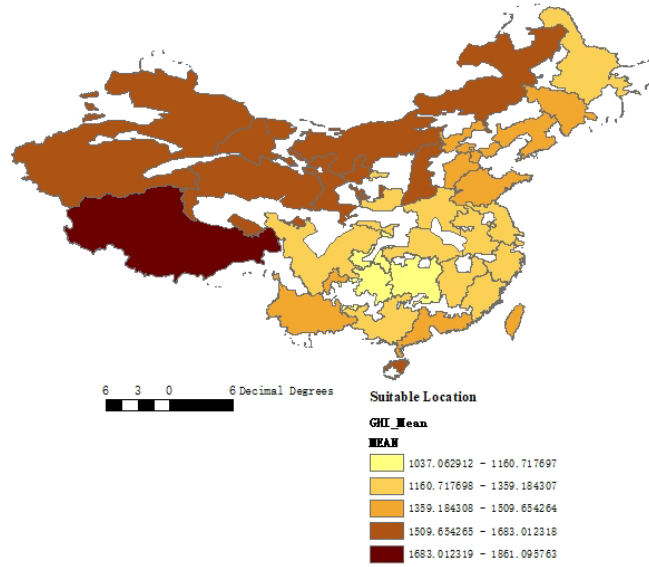 6 3 0 6 Decimal Degrees
Suitable Location
GHI_Mean
MEAN
1037.062912 - 1160.717697
1160.717698 - 1359.184307
1359.184308 - 1509.654264
1509.654265 - 1683.012318
1683.012319 - 1861.095763